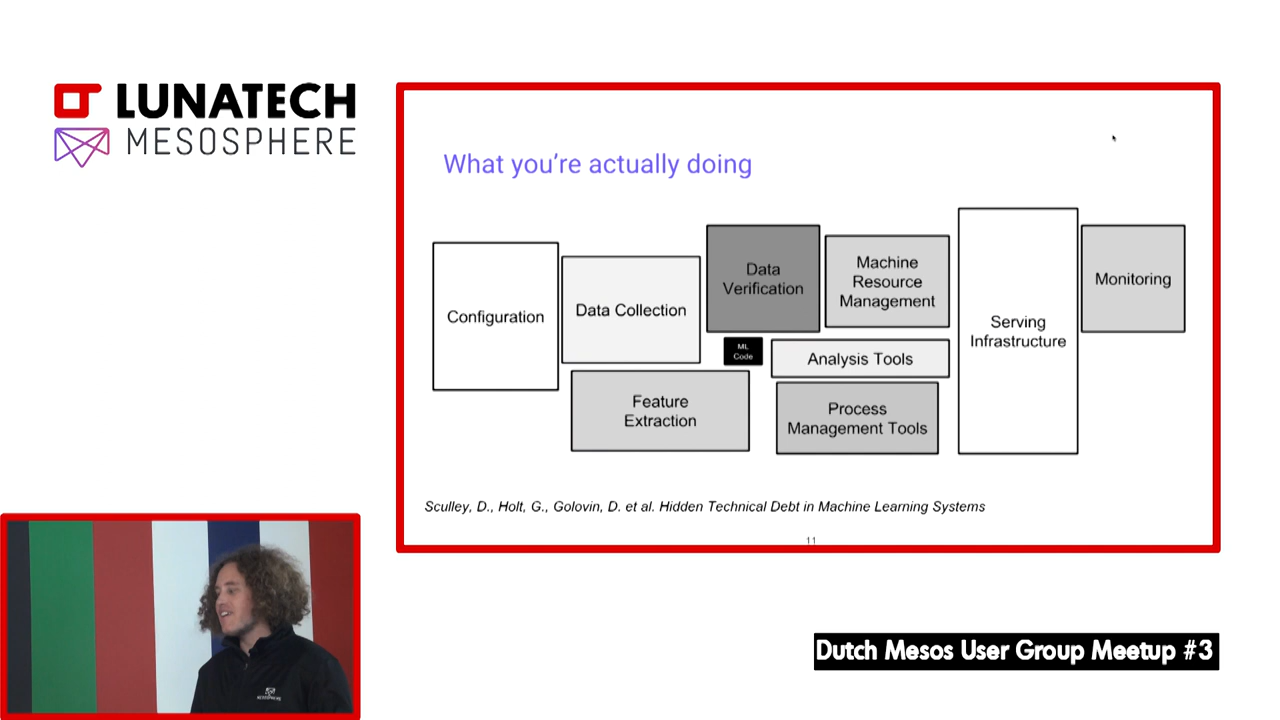 LUNATECH
MESOSPHERE
What you're actually doing
Configuration
Data Collection
Data
Verification
Machine
Resource
Management
Serving
Infrastructure
Monitoring
ML
Code
Analysis Tools
Feature
Extraction
Process
Management Tools
Sculley, D., Holt, G., Golovin, D. et al. Hidden Technical Debt in Machine Learning Systems
11
MESOSPHERE
Dutch Mesos User Group Meetup #3